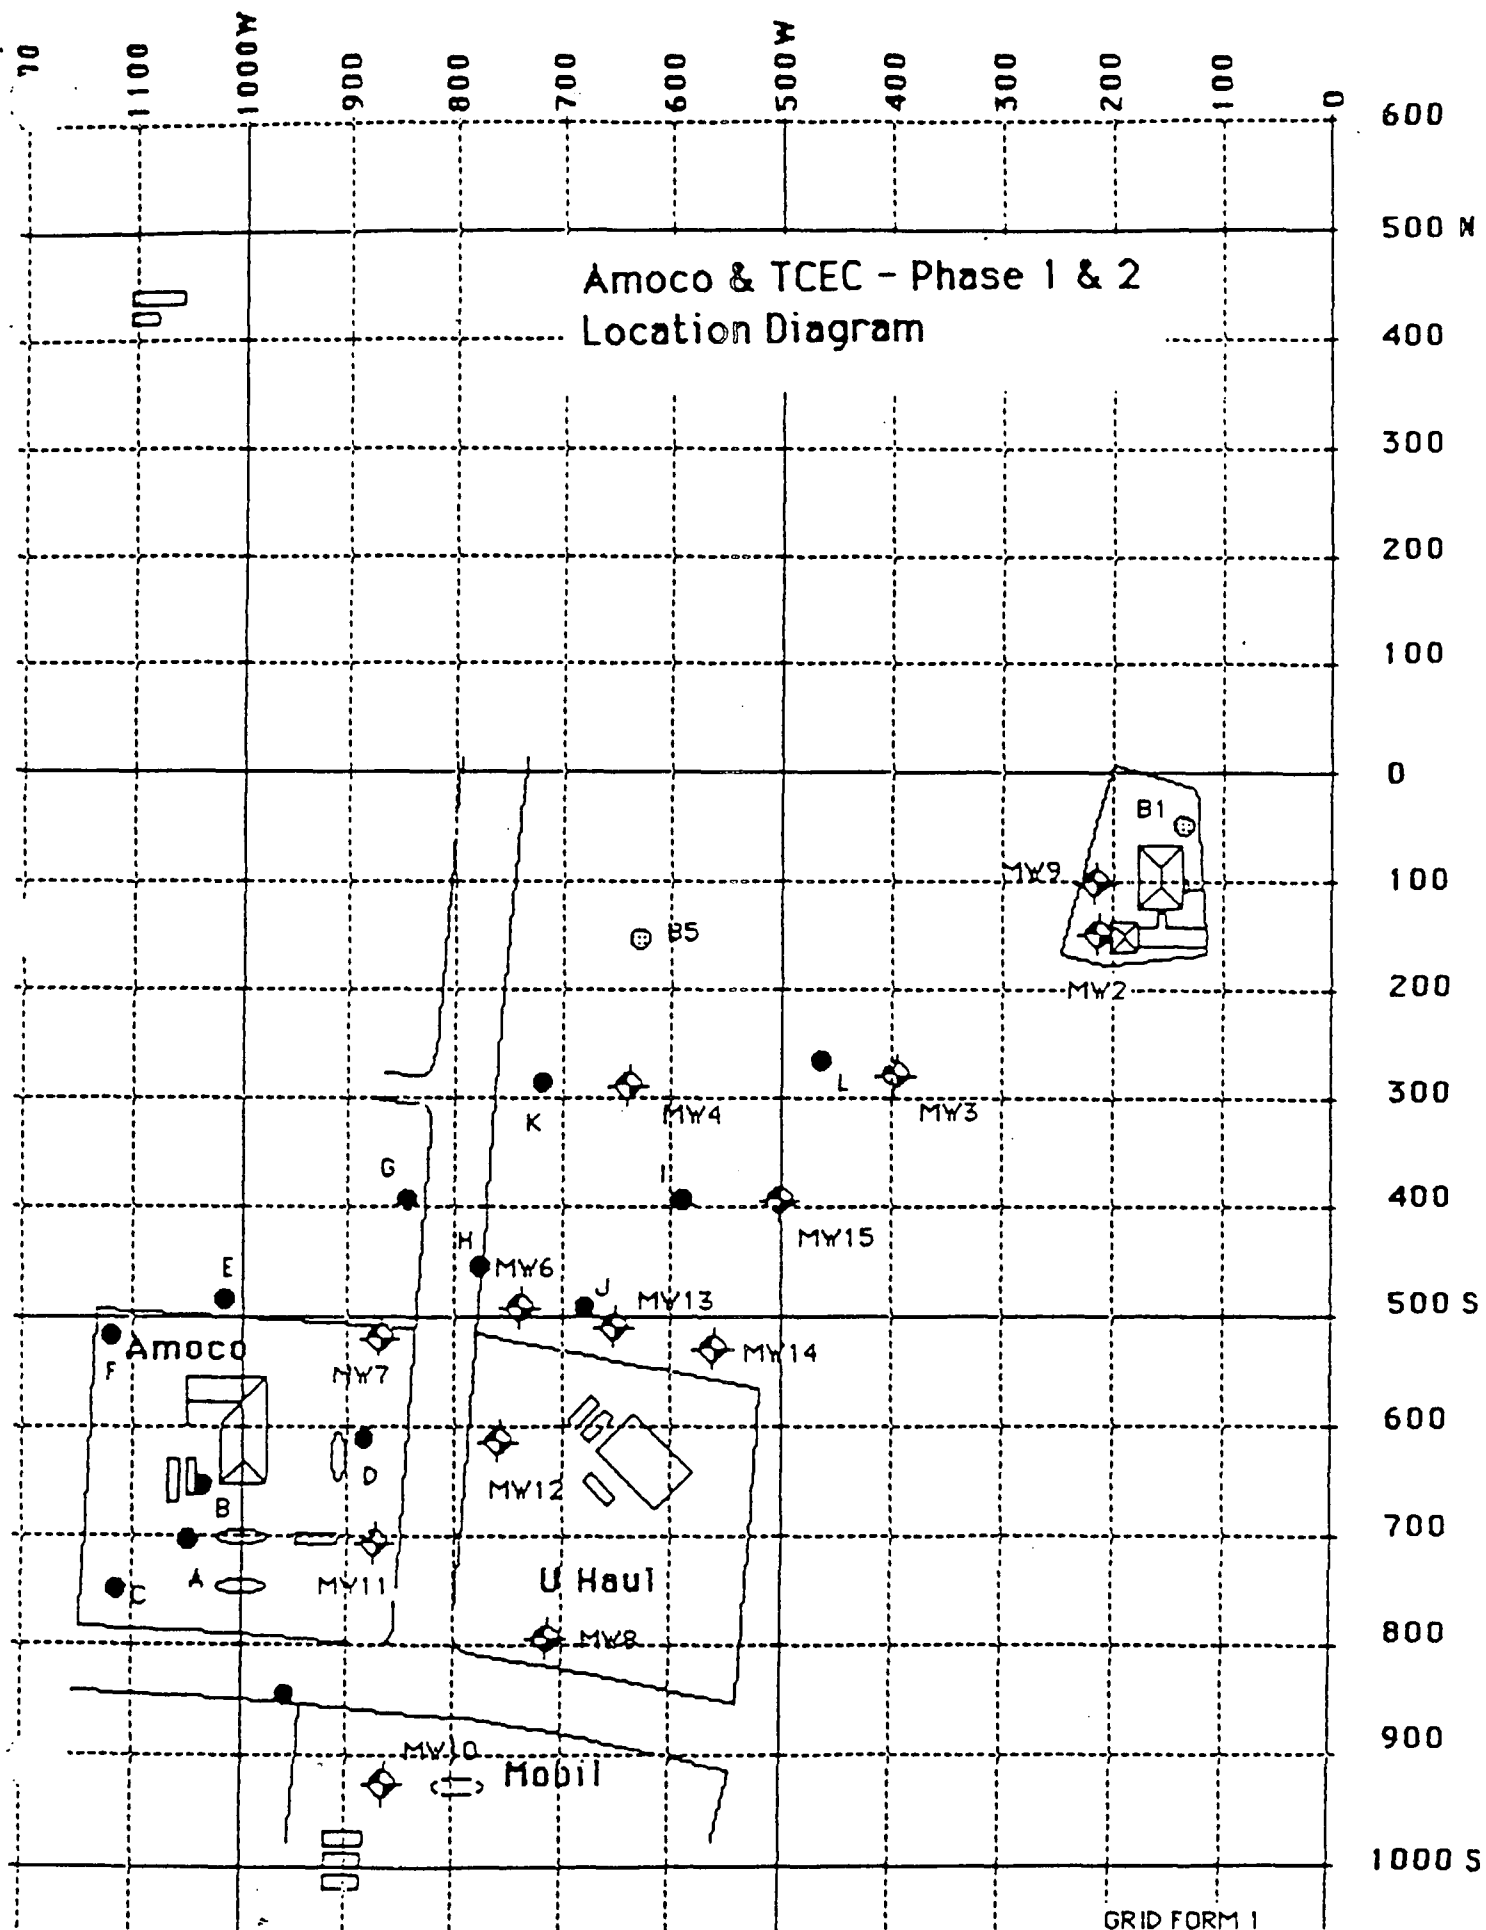 70
1100
1000W
900
800
700
600
500W
400
300
200
100
0
600
500 N
Amoco & TCEC - Phase 1 & 2
Location Diagram
400
300
200
100
0
B1
MW9
100
B5
MW2
200
L
300
MW4
MW3
K
G
I
400
MW15
H
MW6
E
J
MW13
500 S
Amoco
MW14
F
MW7
600
D
MW12
B
700
A
C
MW11
U Haul
MW8
800
900
MW10
Mobil
1000 S
GRID FORM 1